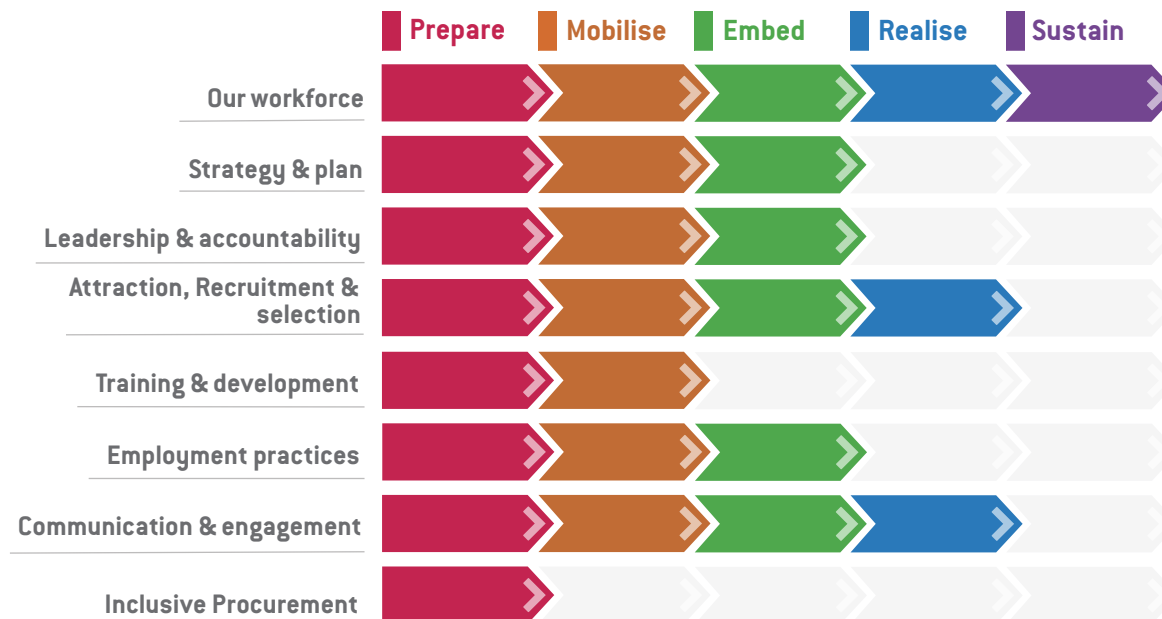 Prepare Mobilise Embed Realise Sustain
Our workforce
Strategy & plan
Leadership & accountability
Attraction, Recruitment &
selection
Training & development
Employment practices
Communication & engagement
Inclusive Procurement